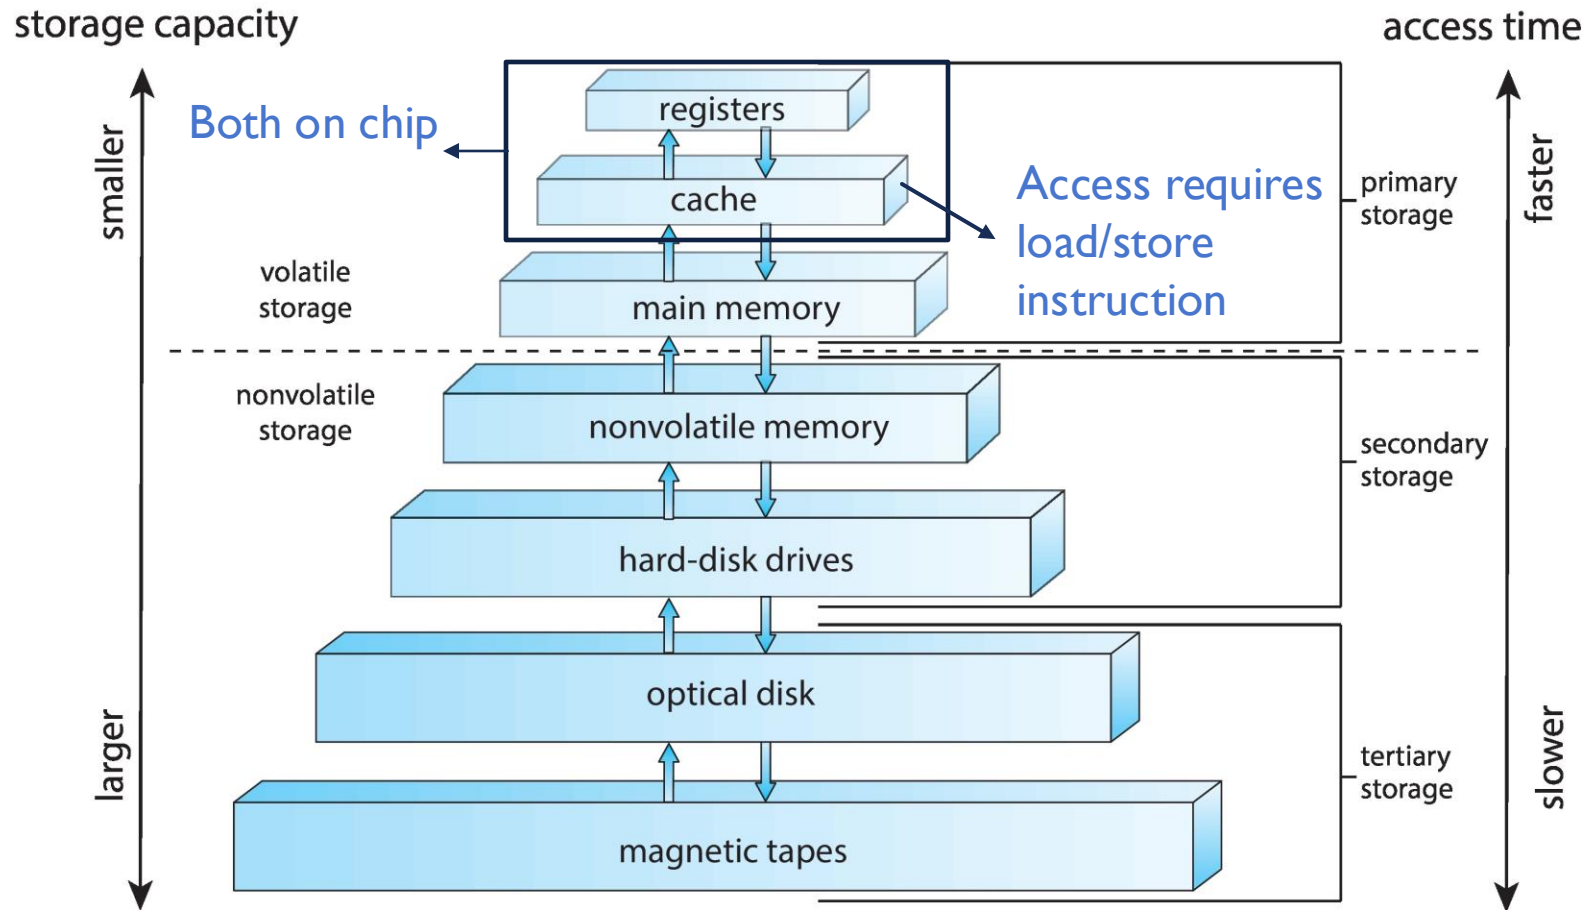 storage capacity
access time
smaller
larger
Both on chip
registers
cache
Access requires
load/store
instruction
primary
storage
faster
volatile
storage
main memory
nonvolatile
storage
nonvolatile memory
secondary
storage
hard-disk drives
optical disk
tertiary
storage
slower
magnetic tapes